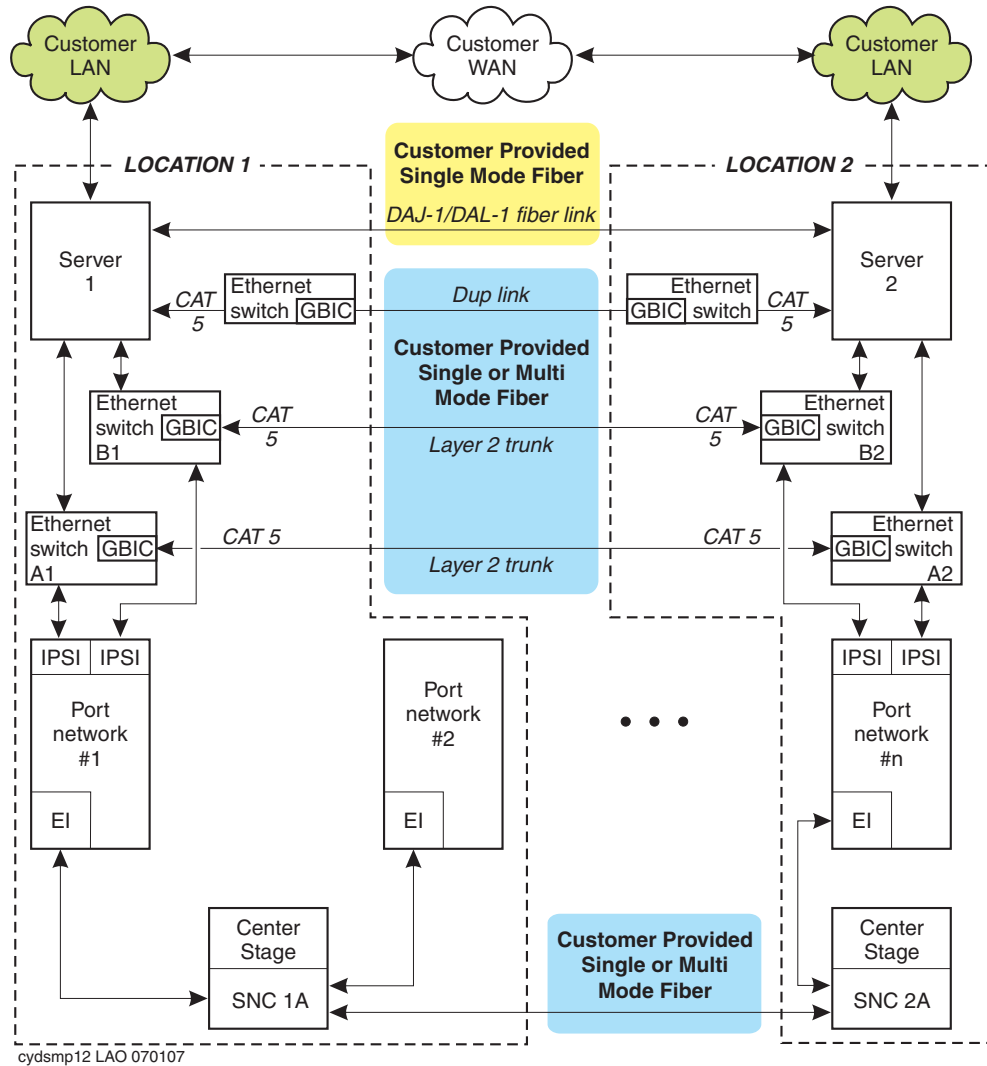 Customer
LAN
Customer
WAN
Customer
LAN
LOCATION 1
Customer Provided
Single Mode Fiber
DAJ-1/DAL-1 fiber link
LOCATION 2
Server
1
Server
2
CAT
5
Ethernet
switch GBIC
Dup link
Ethernet
GBIC switch
CAT
5
Customer Provided
Single or Multi
Mode Fiber
Ethernet
switch GBIC
B1
CAT
5
Layer 2 trunk
CAT
5
Ethernet
GBIC switch
B2
Ethernet
switch GBIC
A1
CAT 5
Layer 2 trunk
CAT 5
Ethernet
GBIC switch
A2
IPSI IPSI
Port
network
#1
EI
Port
network
#2
EI
• • •
IPSI IPSI
Port
network
#n
EI
Center
Stage
SNC 1A
Customer Provided
Single or Multi
Mode Fiber
Center
Stage
SNC 2A
cydsmp12 LAO 070107